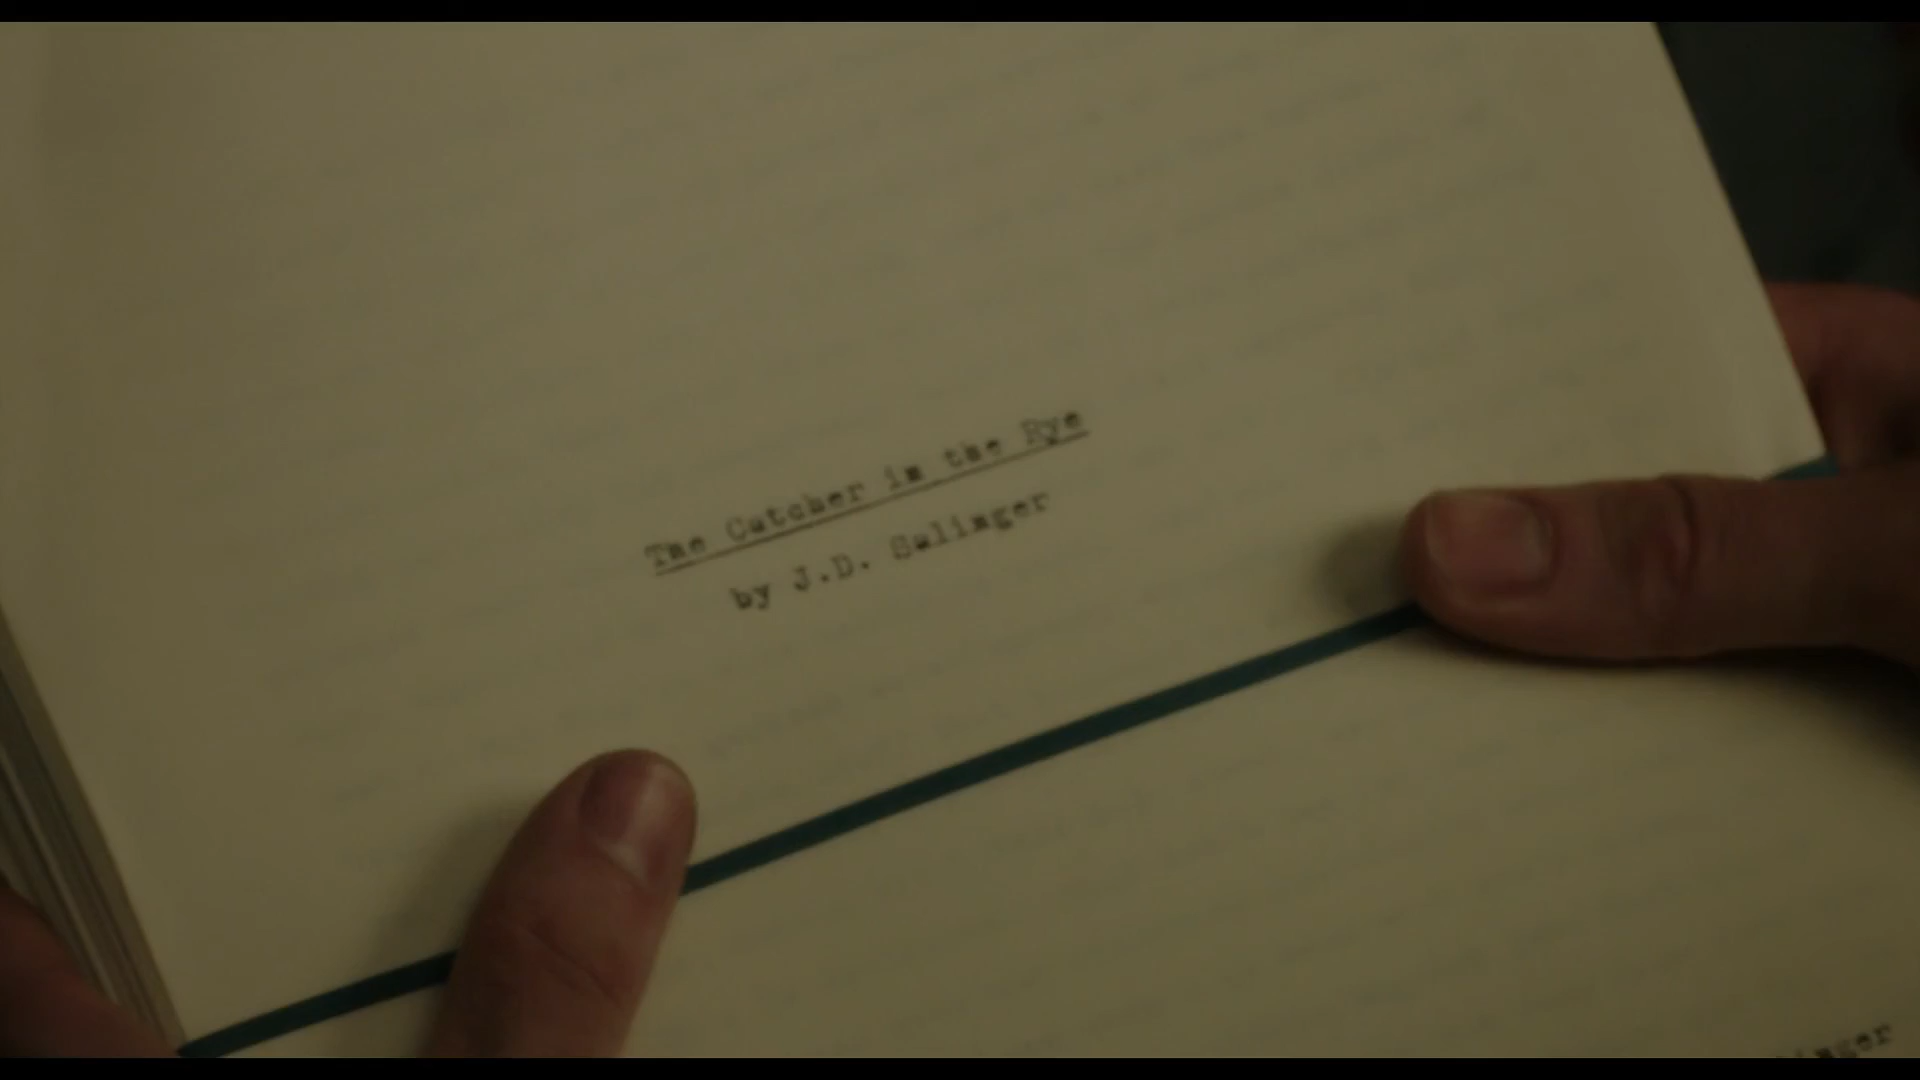 The Catcher in the Rye
by J.D. Salinger